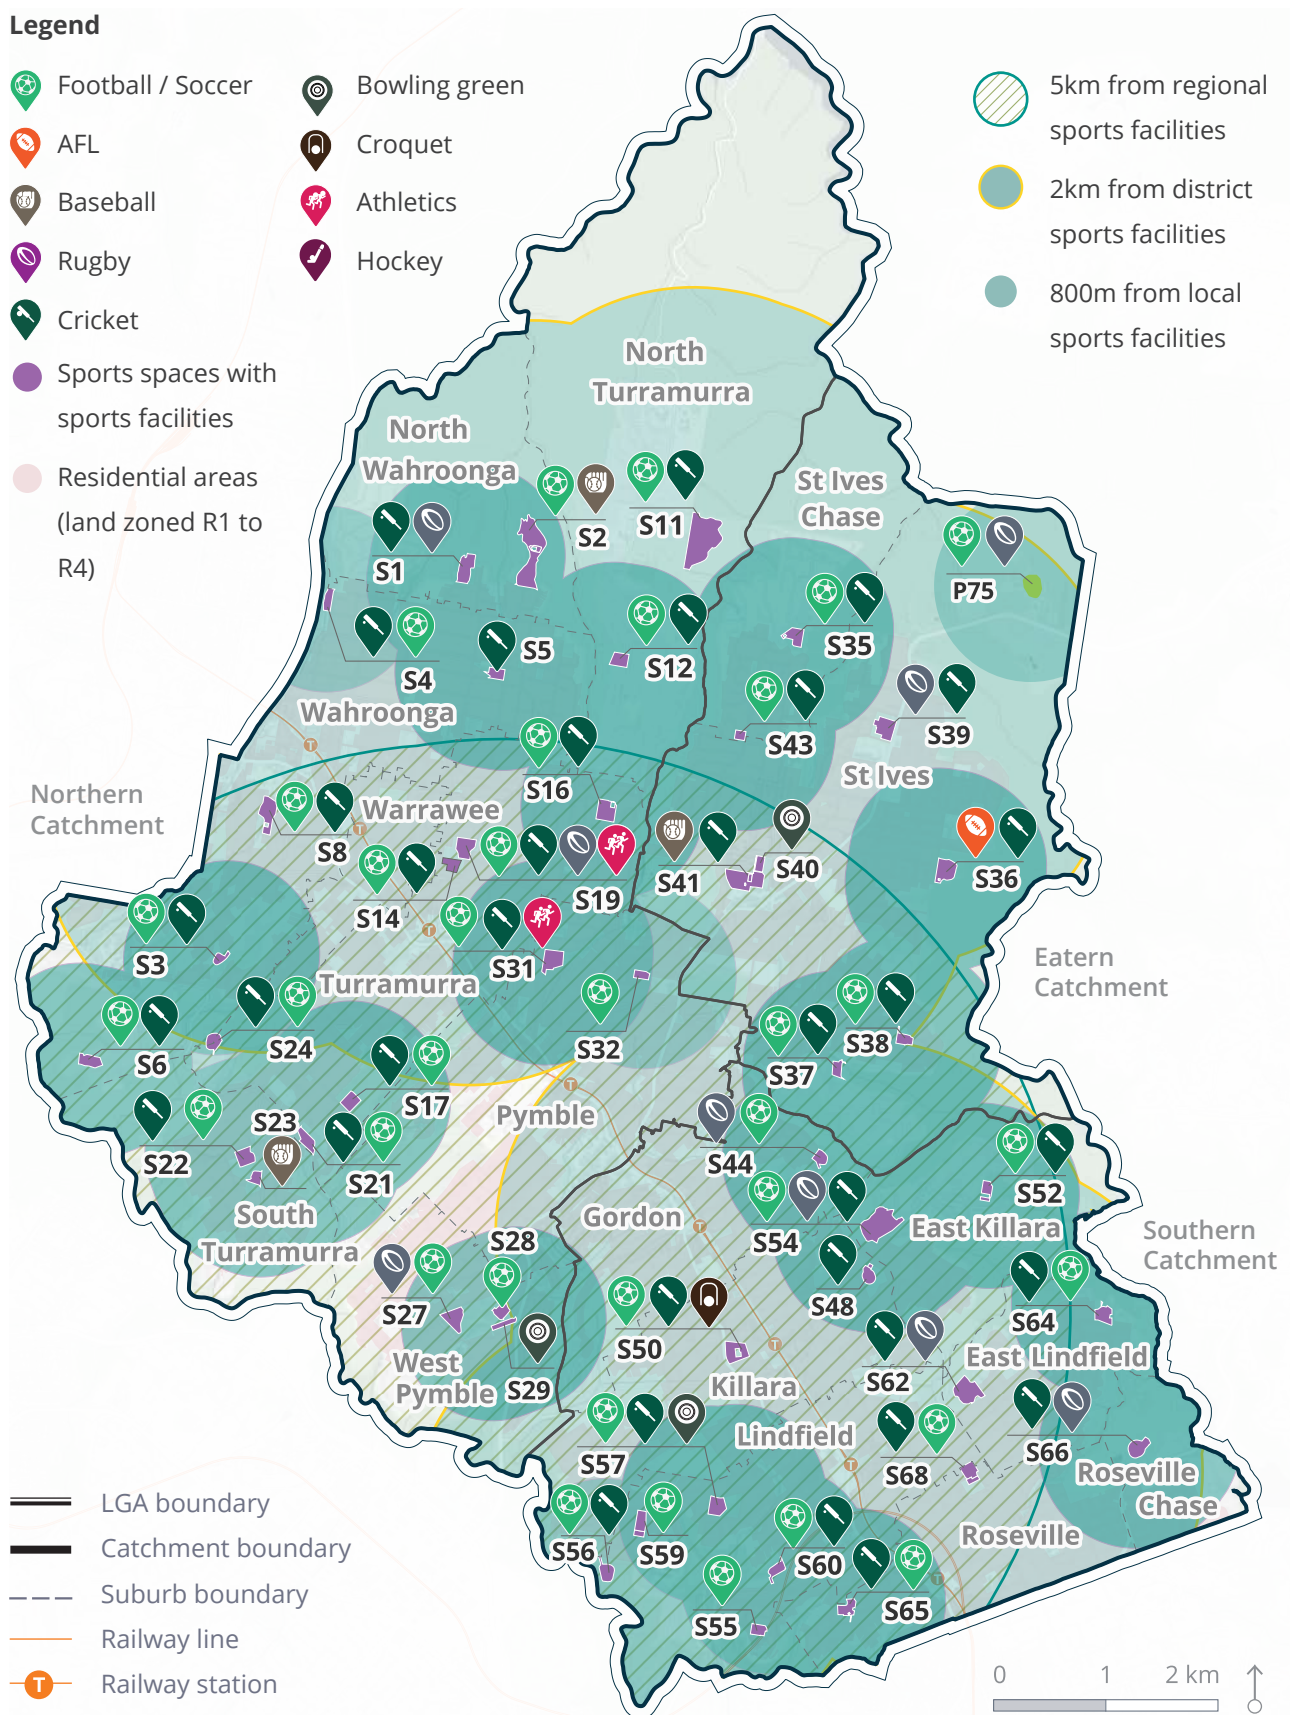 Legend
Football / Soccer
AFL
Baseball
Rugby
Cricket
Sports spaces with
sports facilities
Residential areas
(land zoned R1 to
R4)
Bowling green
Croquet
Athletics
Hockey
5km from regional
sports facilities
2km from district
sports facilities
800m from local
sports facilities
North
Turramurra
North
Wahroonga
St Ives
Chase
S2
S11
S1
P75
S35
S5
S12
S4
Wahroonga
S39
S43
St Ives
S16
Northern
Catchment
Warrawee
S8
S40
S41
S36
S19
S14
S3
S31
Eatern
Catchment
Turramurra
S24
S32
S38
S6
S37
S17
Pymble
S23
S22
S44
S21
S52
South
Turramurra
Gordon
S54
East Killara
Southern
Catchment
S28
S27
S48
S64
S50
East Lindfield
West
Pymble
S29
S62
Killara
Lindfield
S57
S68
S66
Roseville
Chase
Roseville
S56
S59
S60
S65
S55
LGA boundary
Catchment boundary
Suburb boundary
Railway line
T
Railway station
0 1 2 km
T
T
T
T
T
T
T
T